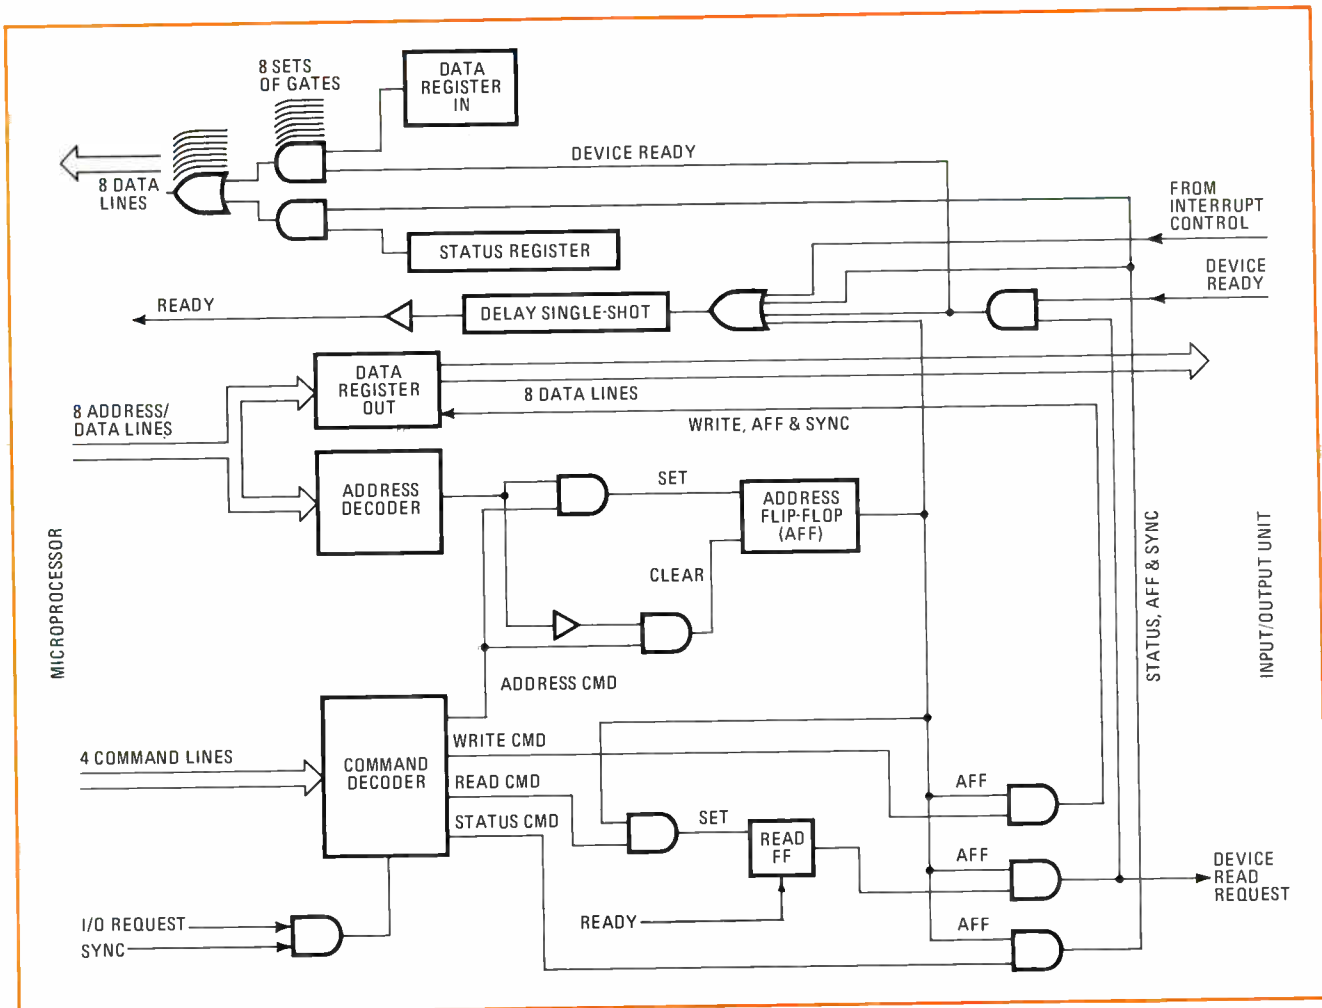 8 SETS
OF GATES
DATA
REGISTER
IN
DEVICE READY
8 DATA
LINES
FROM
INTERRUPT
CONTROL
STATUS REGISTER
DEVICE
READY
READY
DELAY SINGLE-SHOT
DATA
REGISTER
OUT
8 DATA LINES
8 ADDRESS/
DATA LINES
WRITE, AFF & SYNC
ADDRESS
DECODER
SET
ADDRESS
FLIP-FLOP
(AFF)
CLEAR
MICROPROCESSOR
STATUS, AFF & SYNC
INPUT/OUTPUT UNIT
ADDRESS CMD
4 COMMAND LINES
COMMAND
DECODER
WRITE CMD
READ CMD
STATUS CMD
SET
READ
FF
AFF
AFF
DEVICE
READ
REQUEST
READY
AFF
I/O REQUEST
SYNC